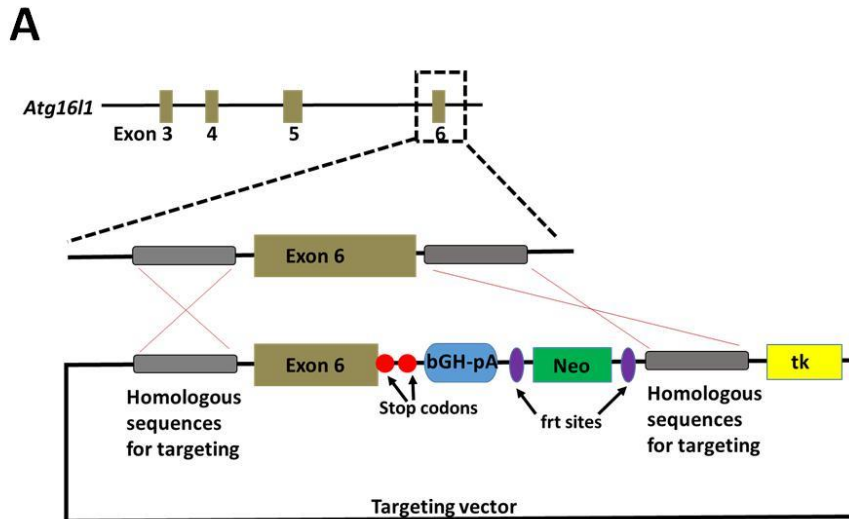 A
Atg16l1
Exon 3 4 5 6
Exon 6
Exon 6
bGH-pA
Neo
tk
Stop codons
frt sites
Homologous
sequences
for targeting
Homologous
sequences
for targeting
Targeting vector